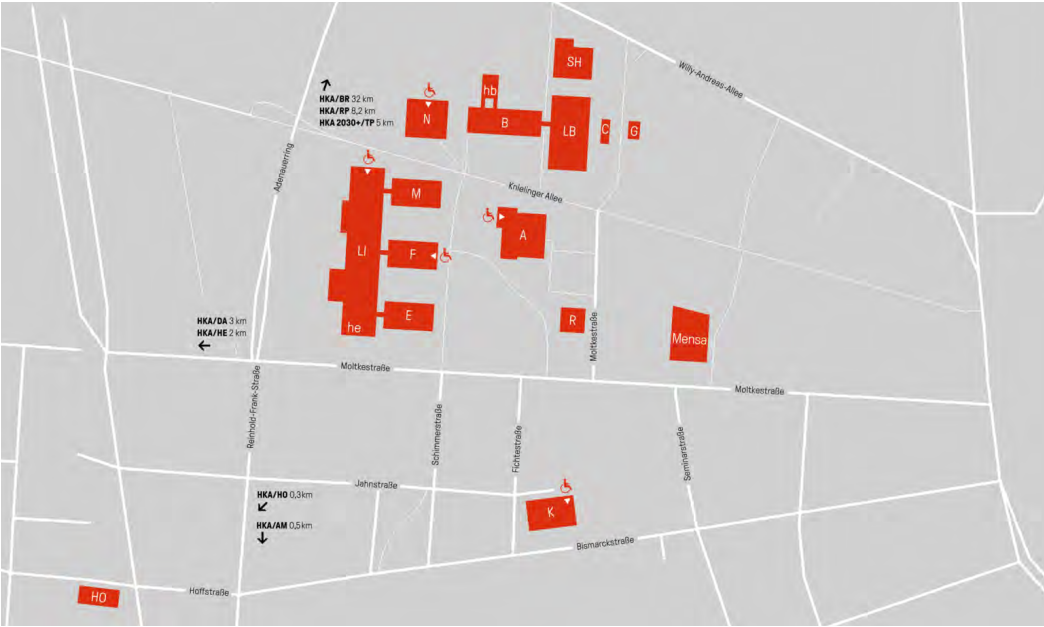 SH
Willy-Andreas-Allee
HKA/BR 32 km
HKA/RP 8,2 km
HKA 2030+/TP 5 km
hb
N
B
LB
C
G
Adenauerring
M
Knielinger Allee
A
LI
F
E
he
R
Moltkestraße
Mensa
HKA/DA 3 km
HKA/HE 2 km
Moltkestraße
Moltkestraße
Reinhold-Frank-Straße
Schimmerstraße
Fichtestraße
Seminarstraße
Jahnstraße
HKA/HO 0,3 km
HKA/AM 0,5 km
K
Bismarckstraße
Hoffstraße
HO